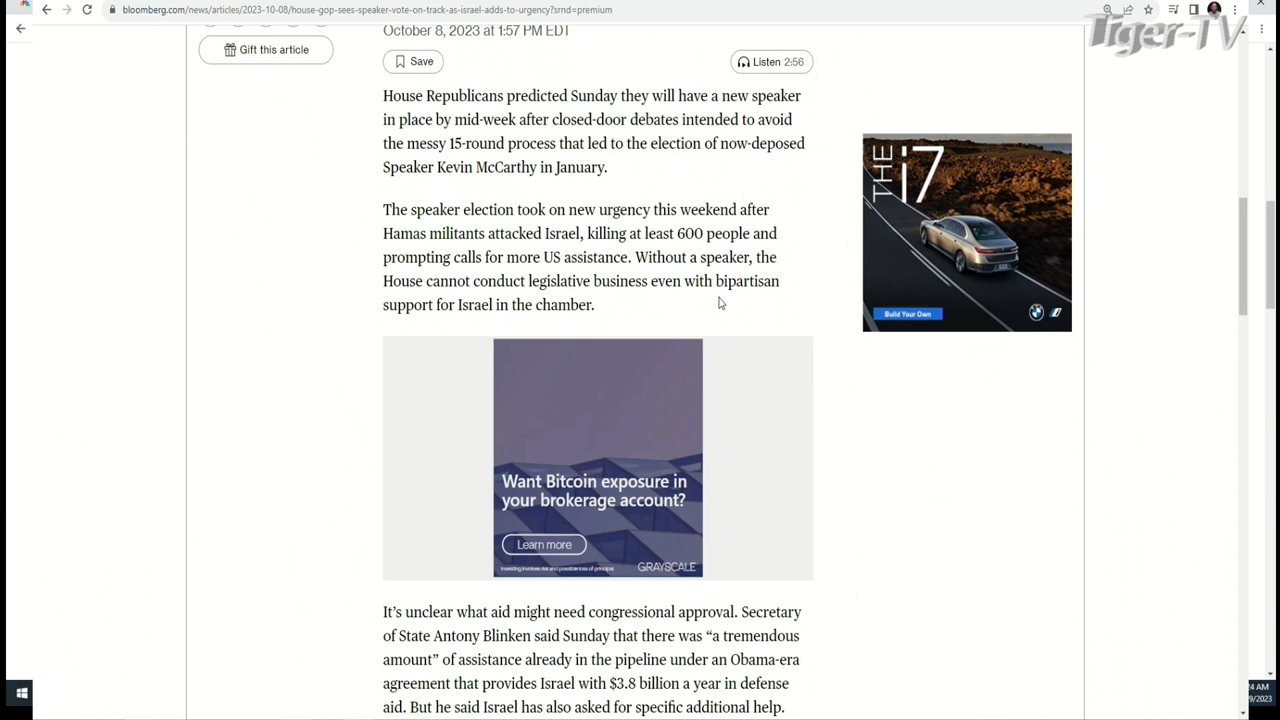 bloomberg.com/news/articles/2023-10-08/house-gop-sees-speaker-vote-on-track-as-israel-adds-to-urgency?srnd=premium
Tiger-TV
October 8, 2023 at 1:57 PM EDT
Gift this article
Save
Listen 2:56
House Republicans predicted Sunday they will have a new speaker
in place by mid-week after closed-door debates intended to avoid
the messy 15-round process that led to the election of now-deposed
Speaker Kevin McCarthy in January.
The speaker election took on new urgency this weekend after
Hamas militants attacked Israel, killing at least 600 people and
prompting calls for more US assistance. Without a speaker, the
House cannot conduct legislative business even with bipartisan
support for Israel in the chamber.
THE i7
Build Your Own
Want Bitcoin exposure in
your brokerage account?
Learn more
Investing involves risk and possible loss of principal
GRAYSCALE
It's unclear what aid might need congressional approval. Secretary
of State Antony Blinken said Sunday that there was "a tremendous
amount" of assistance already in the pipeline under an Obama-era
agreement that provides Israel with $3.8 billion a year in defense
aid. But he said Israel has also asked for specific additional help.
24 AM
9/2023